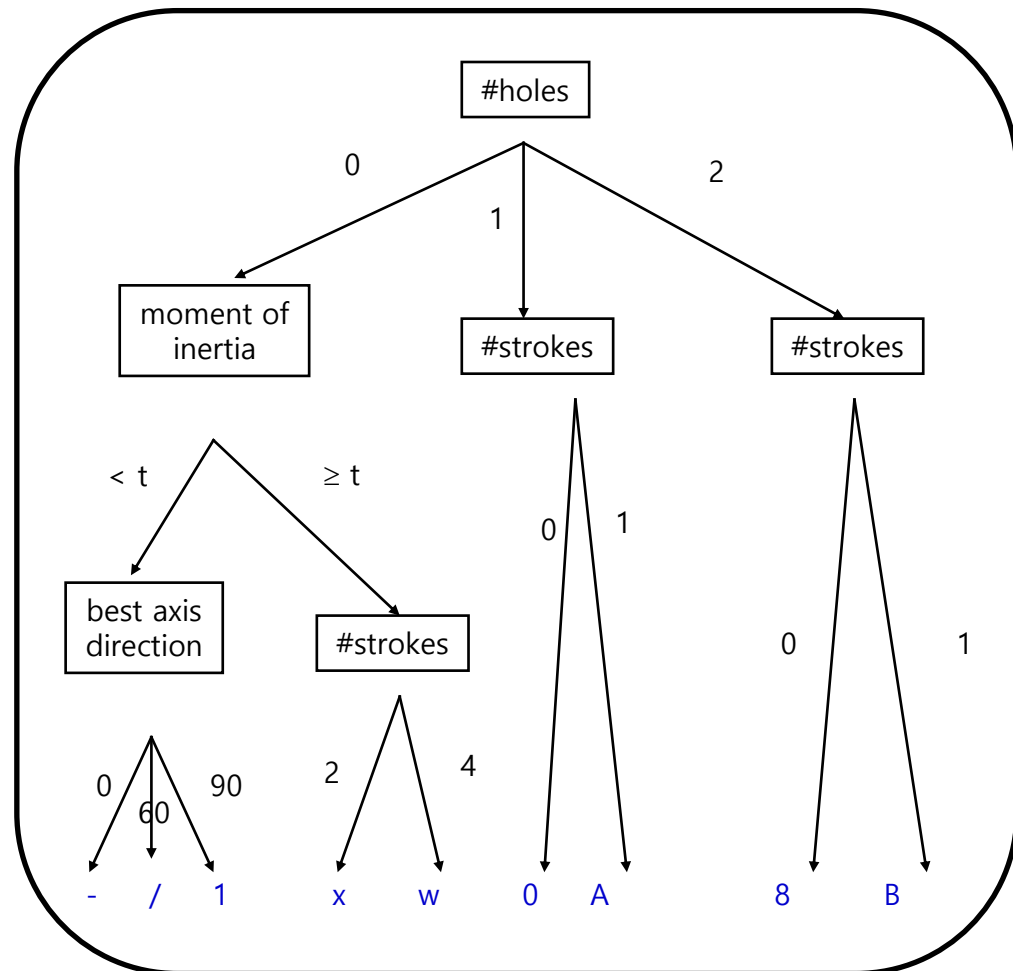 #holes
0
1
2
moment of
inertia
#strokes
#strokes
< t
≥ t
0
1
best axis
direction
#strokes
0
1
0
60
90
2
4
-
/
1
x
w
0
A
8
B